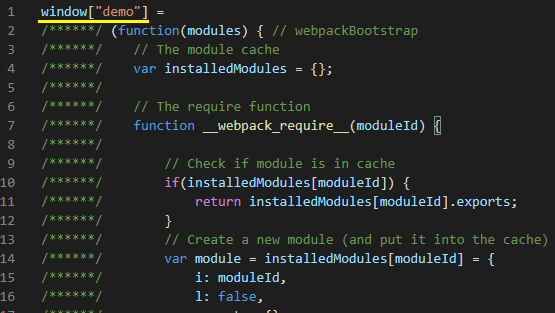 1 window["demo"] =
2 /******/ (function(modules) { // webpackBootstrap
3 /******/ // The module cache
4 /******/ var installedModules = {};
5 /******/
6 /******/ // The require function
7 /******/ function __webpack_require__(moduleId) {
8 /******/
9 /******/ // Check if module is in cache
10 /******/ if(installedModules[moduleId]) {
11 /******/ return installedModules[moduleId].exports;
12 /******/ }
13 /******/ // Create a new module (and put it into the cache)
14 /******/ var module = installedModules[moduleId] = {
15 /******/ i: moduleId,
16 /******/ l: false,